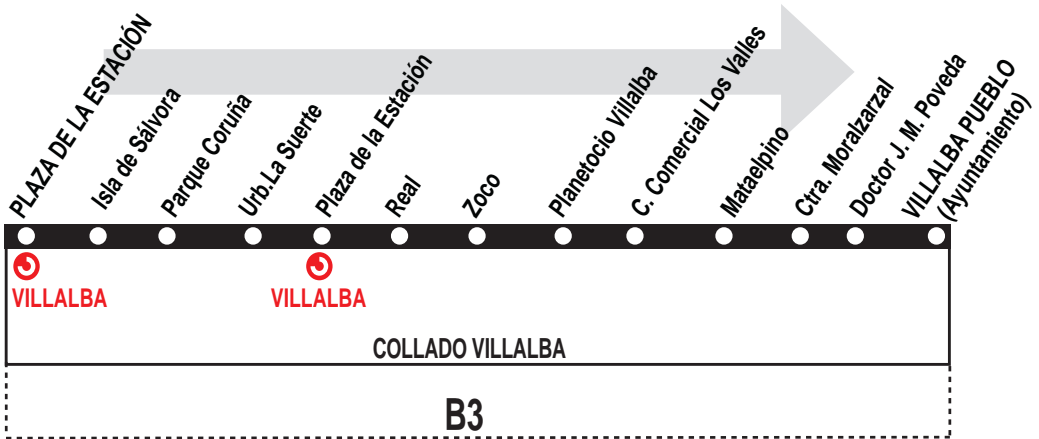 PLAZA DE LA ESTACIÓN
Isla de Sálvora
Parque Coruña
Urb.La Suerte
Plaza de la Estación
Real
Zoco
Planetocio Villalba
C. Comercial Los Valles
Mataelpino
Ctra. Moralzarzal
Doctor J. M. Poveda
VILLALBA PUEBLO
(Ayuntamiento)
VILLALBA
VILLALBA
COLLADO VILLALBA
B3